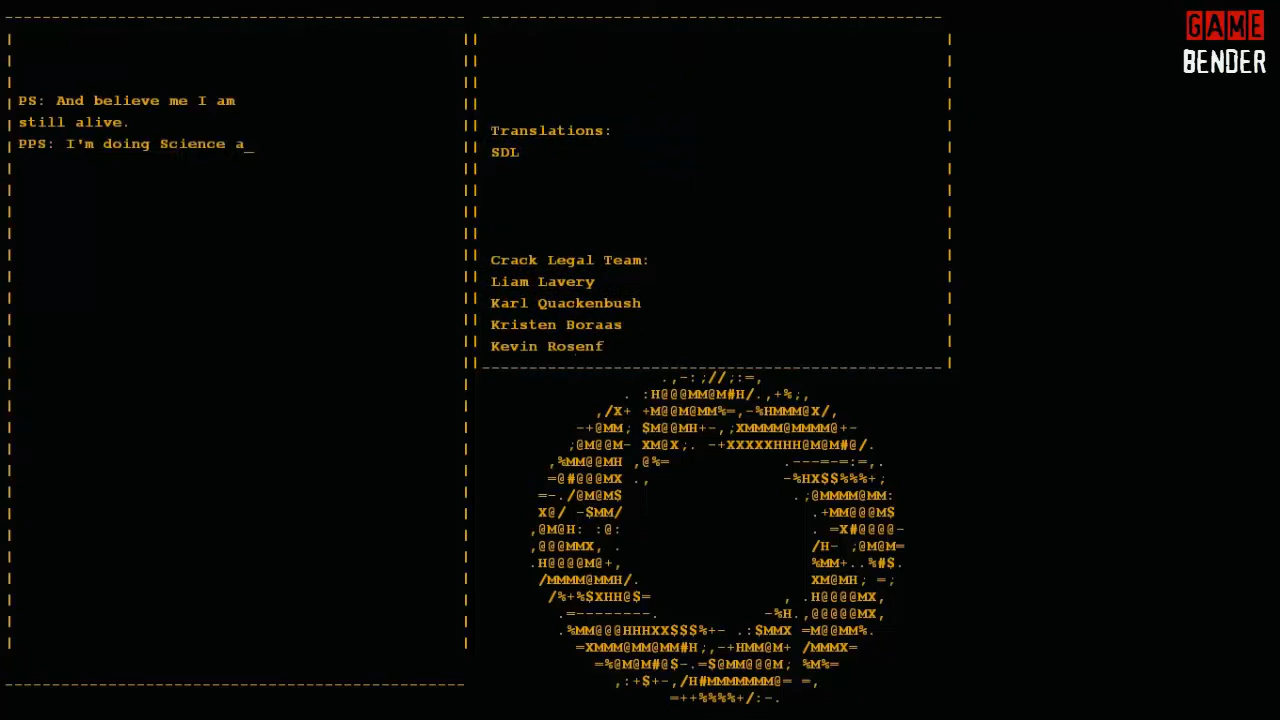 GAME
BENDER
PS: And believe me I am
still alive.
PPS: I'm doing Science a_
Translations:
SDL
Crack Legal Team:
Liam Lavery
Karl Quackenbush
Kristen Boraas
Kevin Rosenf